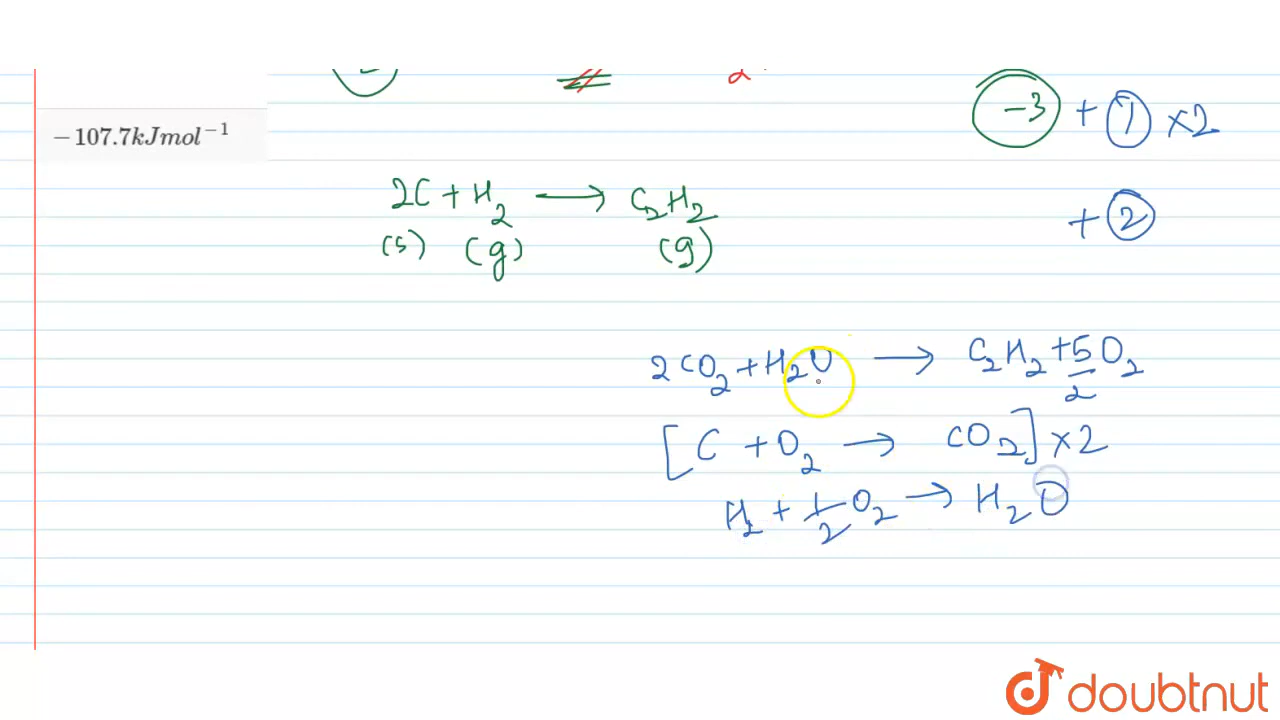 2
-3 + 1 ×2
−107.7kJmol⁻¹
2C + H₂ ⟶ C₂H₂
(s) (g) (g)
+ 2
2CO₂ + H₂O ⟶ C₂H₂ + 5/2 O₂
[C + O₂ ⟶ CO₂] ×2
H₂ + 1/2 O₂ ⟶ H₂O
doubtnut